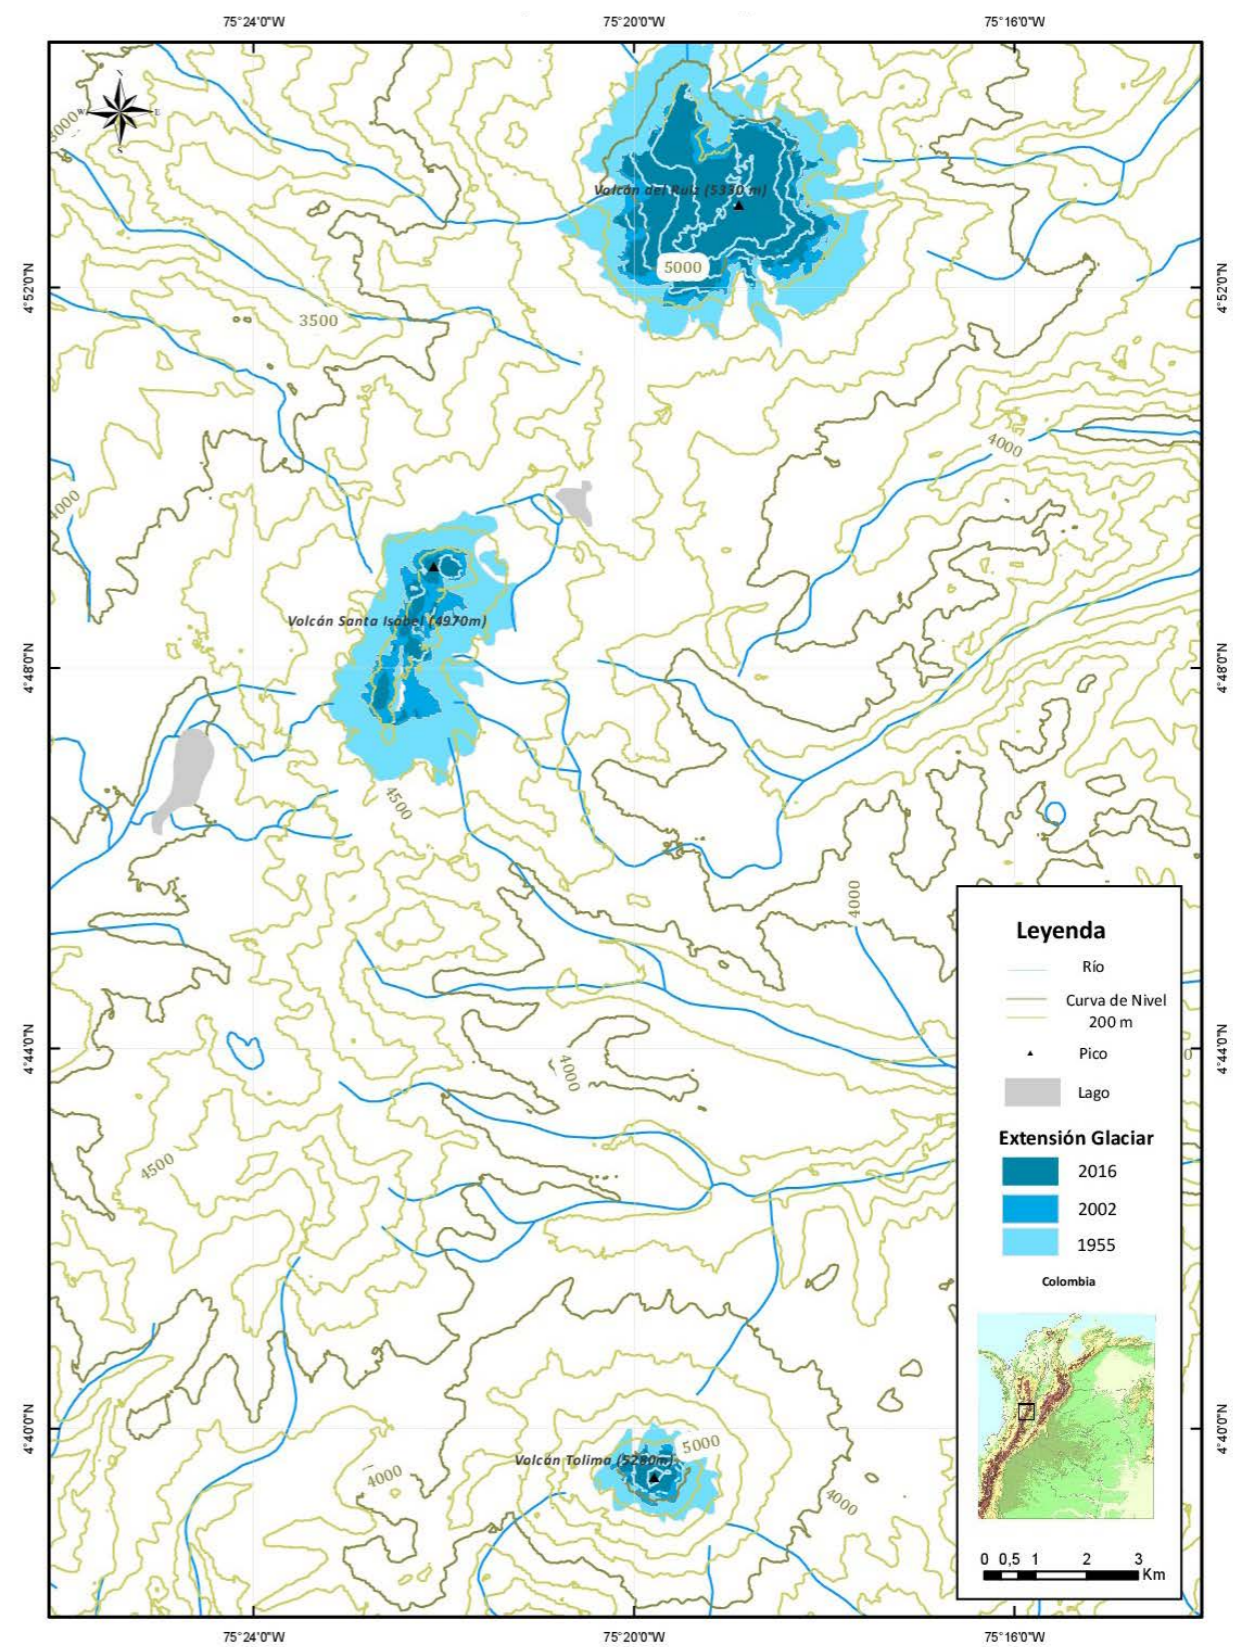 75°24'0"W 75°20'0"W 75°16'0"W
N
W E
S
3000
Volcán del Ruiz (5330 m)
5000
4°52'0"N 4°52'0"N
3500
4000
4000
Volcán Santa Isabel (4970m)
4°48'0"N 4°48'0"N
4500
4000
Leyenda
Río
Curva de Nivel
200 m
4°44'0"N 4°44'0"N
4000
Pico
Lago
Extensión Glaciar
4500
2016
2002
1955
Colombia
4°40'0"N 4°40'0"N
5000
Volcán Tolima (5280m)
4000
4000
0 0,5 1 2 3
Km
75°24'0"W 75°20'0"W 75°16'0"W